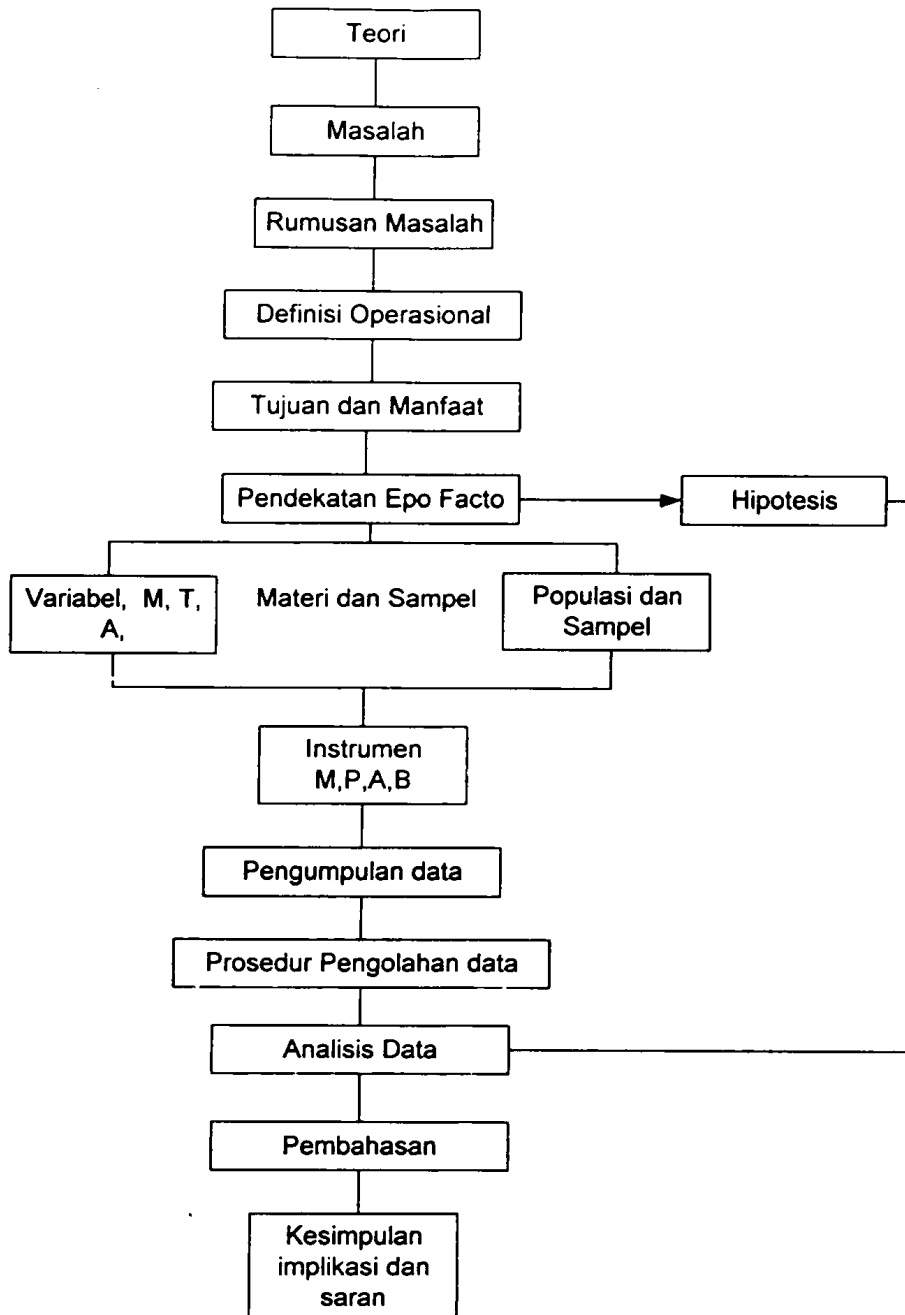 Teori
Masalah
Rumusan Masalah
Definisi Operasional
Tujuan dan Manfaat
Pendekatan Epo Facto
Hipotesis
Variabel, M, T,
A,
Materi dan Sampel
Populasi dan
Sampel
Instrumen
M,P,A,B
Pengumpulan data
Prosedur Pengolahan data
Analisis Data
Pembahasan
Kesimpulan
implikasi dan
saran